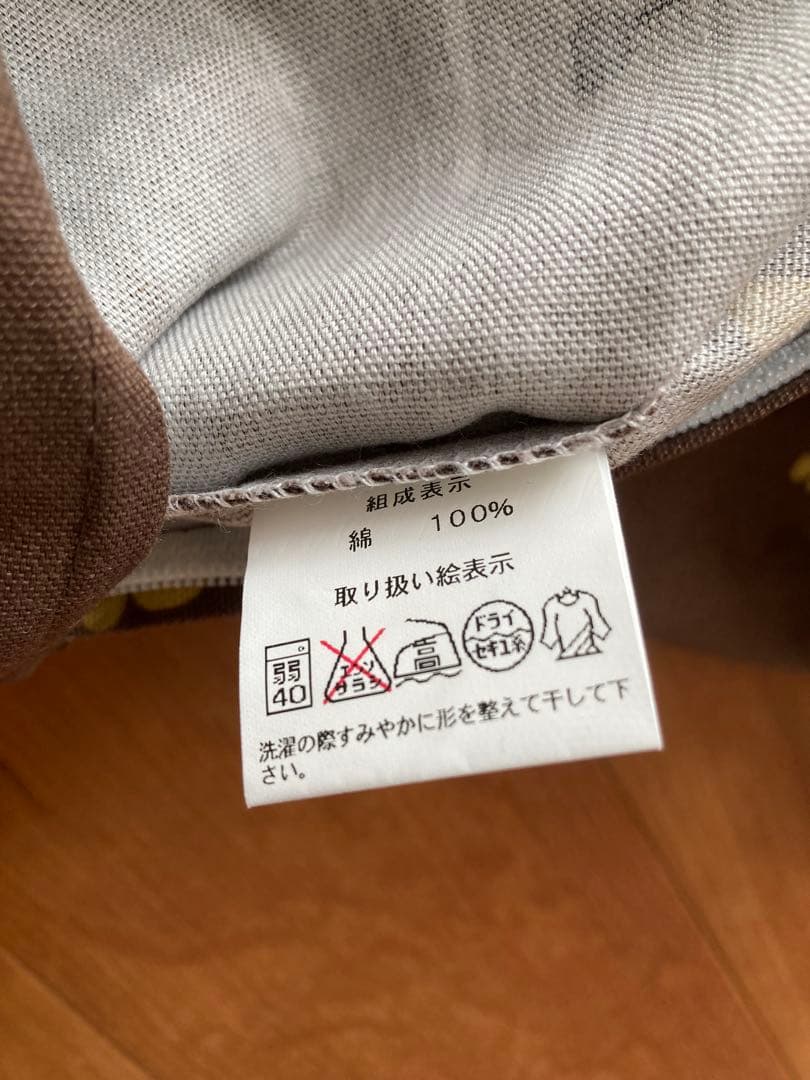 組成表示
綿 100%
取り扱い絵表示
弱
40
エンソ
サラシ
高
ドライ
セキユ系
洗濯の際すみやかに形を整えて干して下
さい。